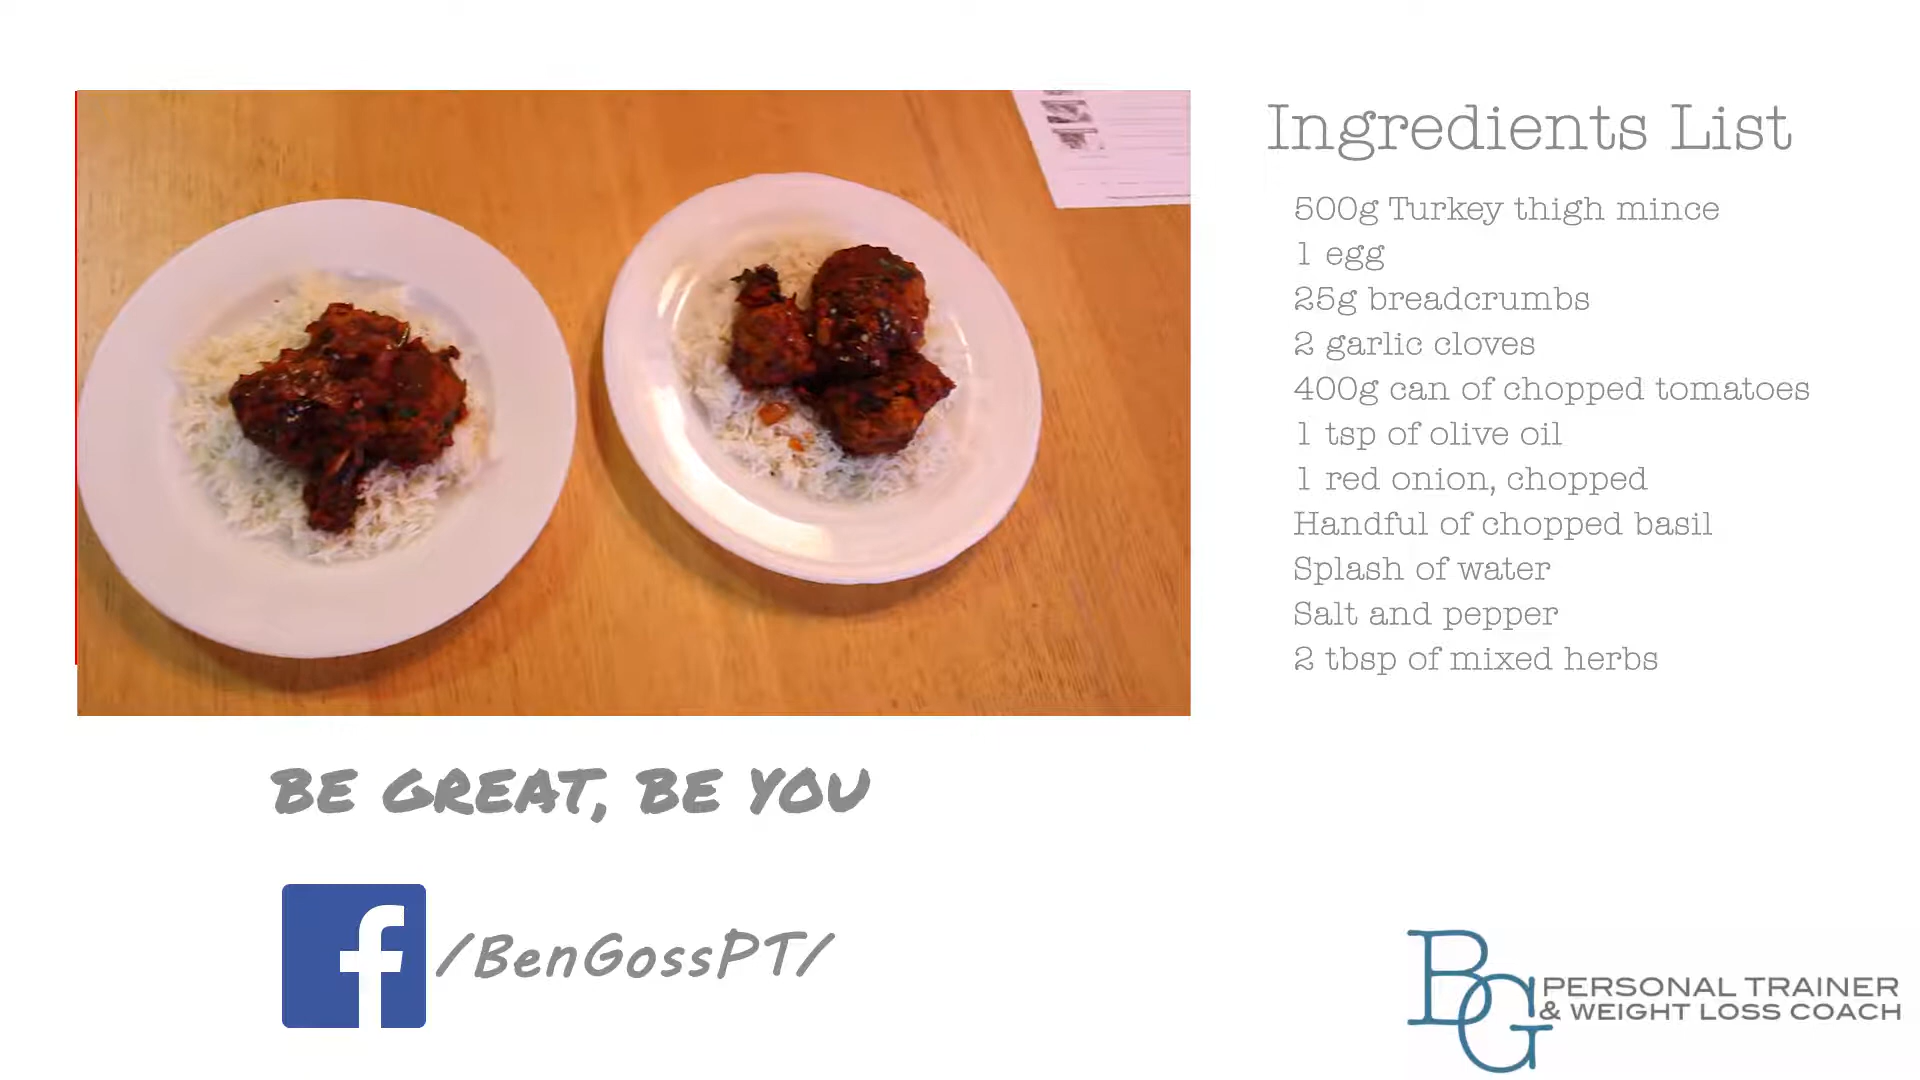 Ingredients List
500g Turkey thigh mince
1 egg
25g breadcrumbs
2 garlic cloves
400g can of chopped tomatoes
1 tsp of olive oil
1 red onion, chopped
Handful of chopped basil
Splash of water
Salt and pepper
2 tbsp of mixed herbs
BE GREAT, BE YOU
f /BenGossPT/
BG PERSONAL TRAINER
& WEIGHT LOSS COACH